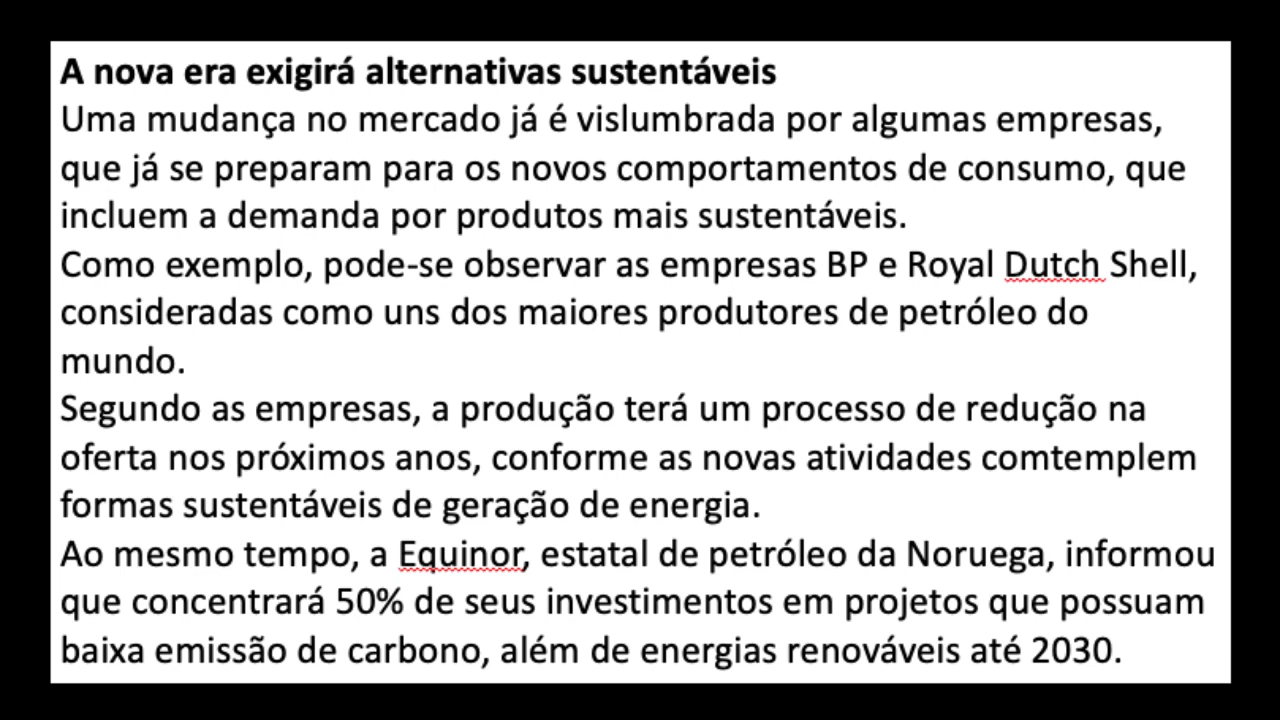 A nova era exigirá alternativas sustentáveis
Uma mudança no mercado já é vislumbrada por algumas empresas,
que já se preparam para os novos comportamentos de consumo, que
incluem a demanda por produtos mais sustentáveis.
Como exemplo, pode-se observar as empresas BP e Royal Dutch Shell,
consideradas como uns dos maiores produtores de petróleo do
mundo.
Segundo as empresas, a produção terá um processo de redução na
oferta nos próximos anos, conforme as novas atividades comtemplem
formas sustentáveis de geração de energia.
Ao mesmo tempo, a Equinor, estatal de petróleo da Noruega, informou
que concentrará 50% de seus investimentos em projetos que possuam
baixa emissão de carbono, além de energias renováveis até 2030.